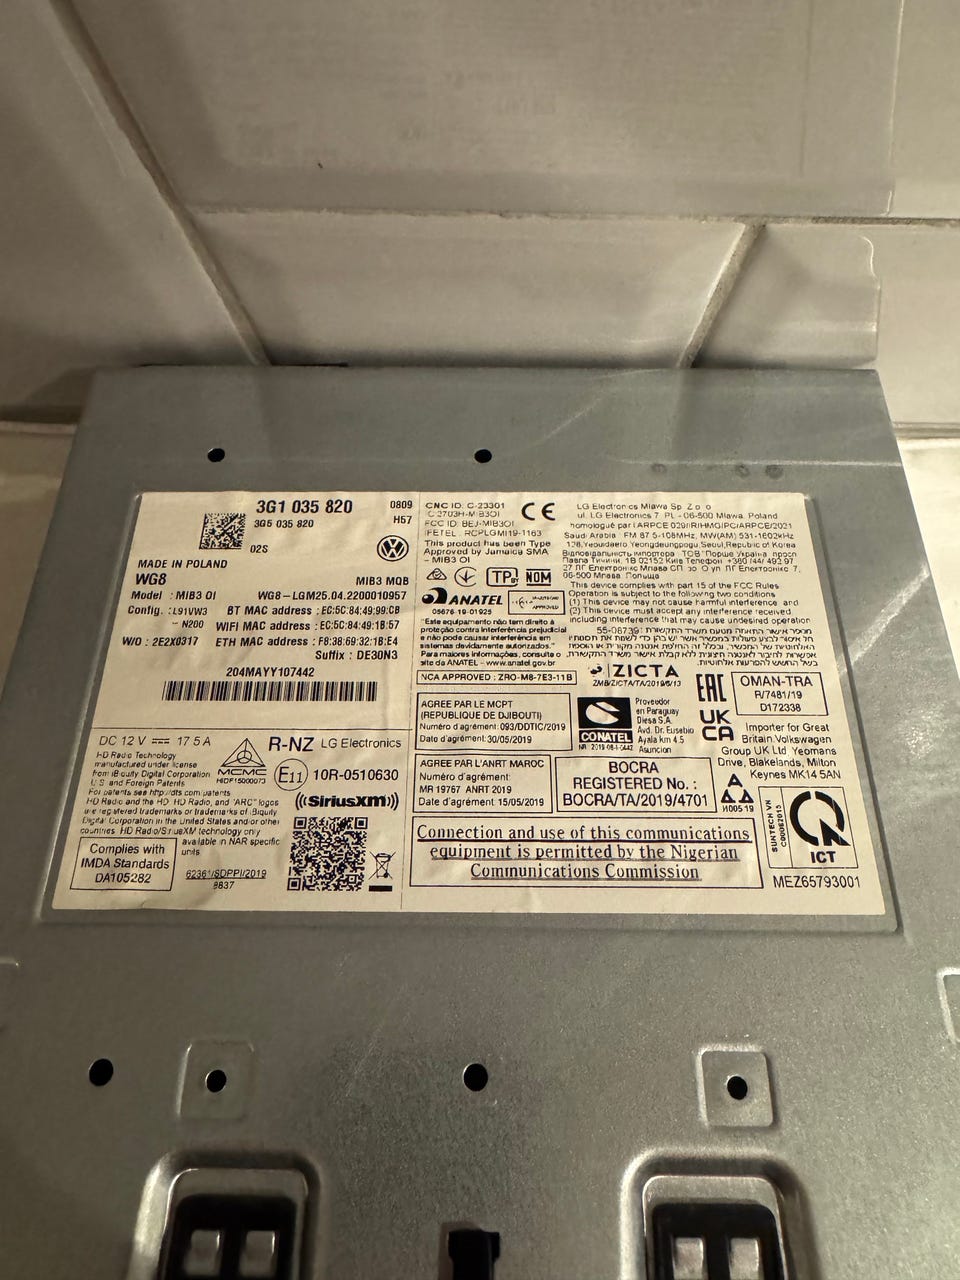 3G1 035 820
0809
3G5 035 820
H57
02S
MADE IN POLAND
WG8
MIB3 MQB
Model : MIB3 OI
WG8-LGM25.04.2200010957
Config. : L91VW3
BT MAC address : EC:5C:84:49:99:CB
- N200
WIFI MAC address : EC:5C:84:49:1B:57
W/O : 2E2X0317
ETH MAC address : F8:38:69:32:1B:E4
Suffix : DE30N3
204MAYY107442
DC 12 V 17.5 A
HD Radio Technology
manufactured under license
from iBiquity Digital Corporation
U.S. and Foreign Patents
For patents see http://dts.com/patents
HD Radio and the HD, HD Radio, and "ARC" logos
are registered trademarks or trademarks of iBiquity
Digital Corporation in the United States and/or other
countries. HD Radio/SiriusXM technology only
available in NAR specific
units
Complies with
IMDA Standards
DA105282
MCMC
HIDF15000073
R-NZ LG Electronics
E11 10R-0510630
((SiriusXM))
62361/SDPPI/2019
8837
CNC ID: C-23301
C-2703H-MIB3OI
FCC ID: BEJ-MIB3OI
IFETEL : RCPLGMI19-1163
This product has been Type
Approved by Jamaica SMA
- MIB3 OI
CE
TP
NOM
ANATEL
05676-19-01925
"Este equipamento não tem direito à
proteção contra interferência prejudicial
e não pode causar interferência em
sistemas devidamente autorizados."
Para maiores informações, consulte o
site da ANATEL - www.anatel.gov.br
NCA APPROVED : ZRO-M8-7E3-11B
LG Electronics Mlawa Sp. Z o. o
ul. LG Electronics 7, PL - 06-500 Mlawa, Poland
Saudi Arabia: FM 87.5-108MHz, MW(AM) 531-1602kHz
128, Yeouidaero, Yeongdeungpogu, Seoul, Republic of Korea
06-500 Млава Польща
This device complies with part 15 of the FCC Rules
Operation is subject to the following two conditions
(1) This device may not cause harmful interference, and
(2) This device must accept any interference received,
including interference that may cause undesired operation
55-08739
ZICTA
ZMB/ZICTA/TA/2019/6/13
EAC
OMAN-TRA
R/7481/19
D172338
AGREE PAR LE MCPT
(REPUBLIQUE DE DJIBOUTI)
Numéro d'agrément: 093/DDTIC/2019
Date d'agrément: 30/05/2019
CONATEL
Proveedor
en Paraguay
Diesa S.A.
Avd. Dr. Eusebio
Ayala km 4.5
Asuncion
UK
CA
Importer for Great
Britain:Volkswagen
Group UK Ltd Yeomans
Drive, Blakelands, Milton
Keynes MK14 5AN
AGREE PAR L'ANRT MAROC
Numéro d'agrément:
MR 19767 ANRT 2019
Date d'agrément: 15/05/2019
BOCRA
REGISTERED No. :
BOCRA/TA/2019/4701
И005 19
SUNTECH VN
C00067015
ICT
Connection and use of this communications
equipment is permitted by the Nigerian
Communications Commission
MEZ65793001